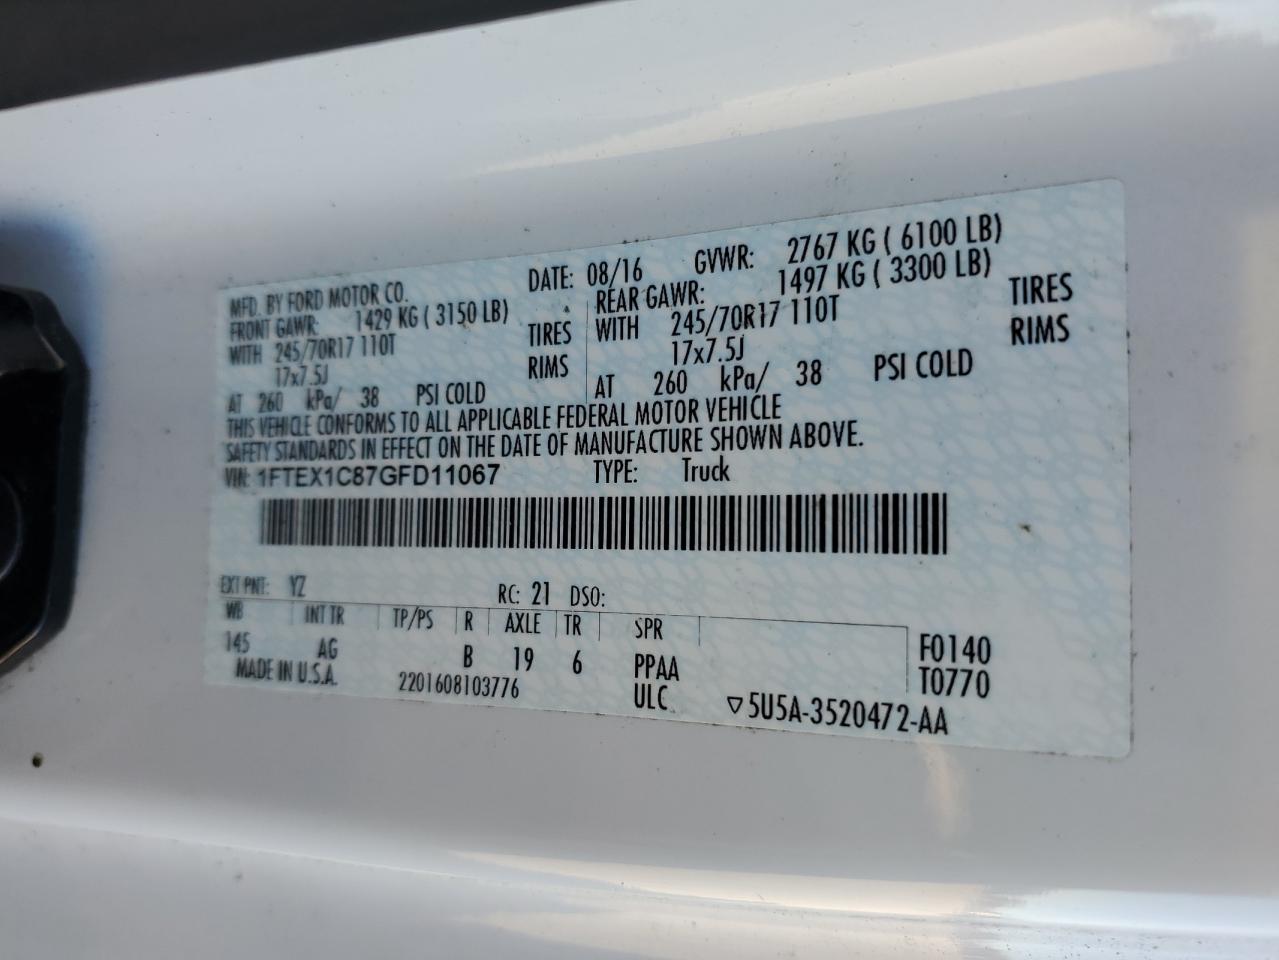 MFD. BY FORD MOTOR CO. DATE: 08/16 GVWR: 2767 KG ( 6100 LB)
FRONT GAWR: 1429 KG ( 3150 LB) REAR GAWR: 1497 KG ( 3300 LB)
WITH 245/70R17 110T TIRES WITH 245/70R17 110T TIRES
17x7.5J RIMS 17x7.5J RIMS
AT 260 kPa/ 38 PSI COLD AT 260 kPa/ 38 PSI COLD
THIS VEHICLE CONFORMS TO ALL APPLICABLE FEDERAL MOTOR VEHICLE
SAFETY STANDARDS IN EFFECT ON THE DATE OF MANUFACTURE SHOWN ABOVE.
VIN: 1FTEX1C87GFD11067 TYPE: Truck
EXT PNT: YZ RC: 21 DSO:
WB INT TR TP/PS R AXLE TR SPR F0140
145 AG B 19 6 PPAA T0770
MADE IN U.S.A. 2201608103776 ULC ▽5U5A-3520472-AA